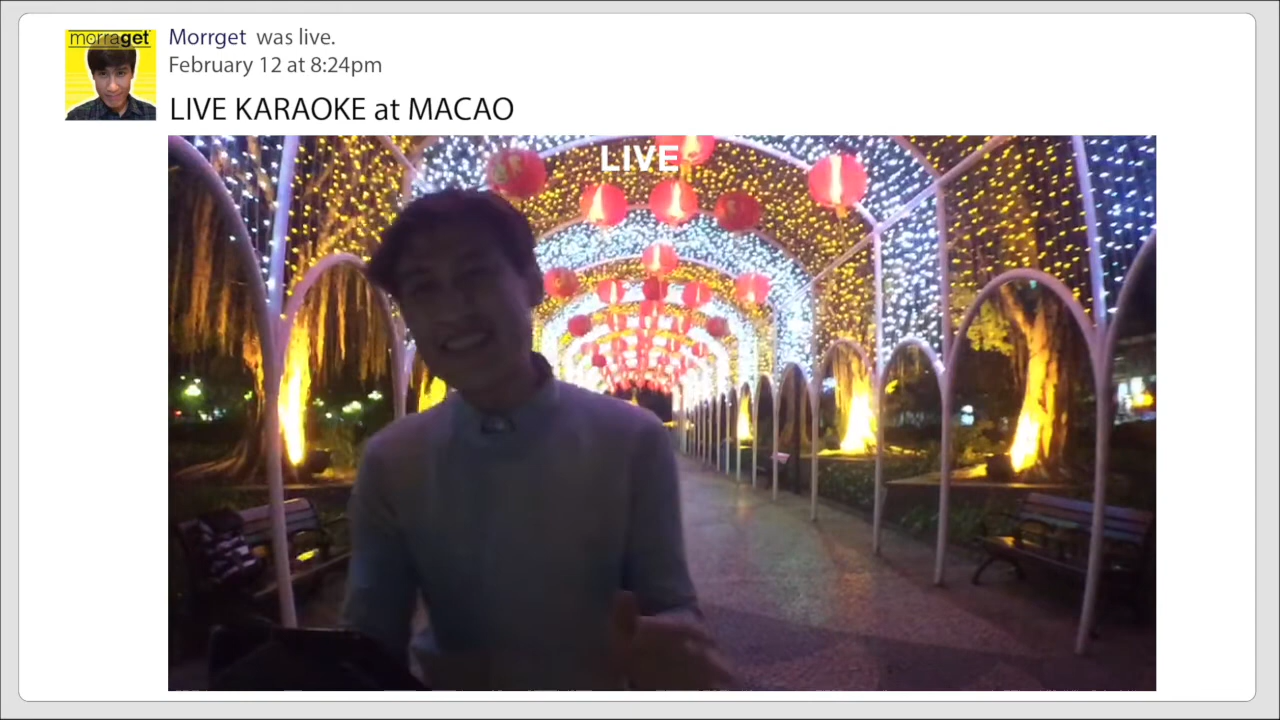 morraget
Morrget was live.
February 12 at 8:24pm
LIVE KARAOKE at MACAO
LIVE